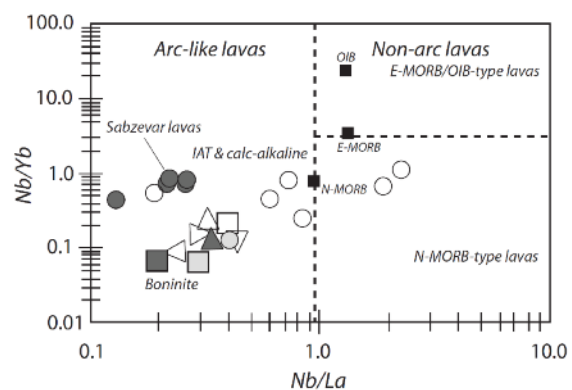 100.0
Arc-like lavas
Non-arc lavas
OIB
E-MORB/OIB-type lavas
10.0
Sabzevar lavas
E-MORB
IAT & calc-alkaline
Nb/Yb
1.0
N-MORB
0.1
Boninite
N-MORB-type lavas
0.01
0.1
1.0
10.0
Nb/La